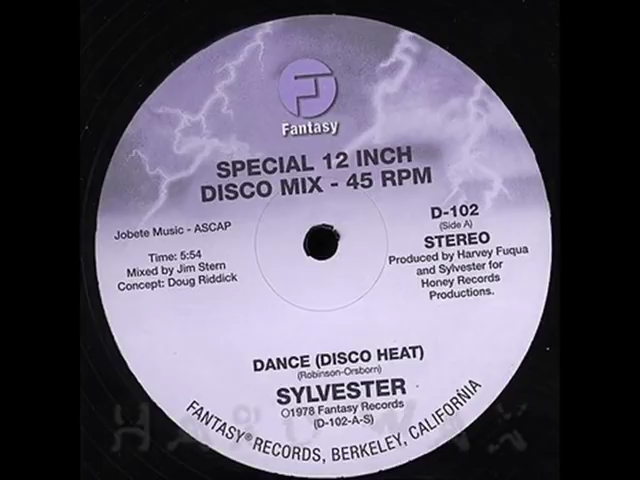 Fantasy
SPECIAL 12 INCH
DISCO MIX - 45 RPM
Jobete Music - ASCAP
Time: 5:54
Mixed by Jim Stern
Concept: Doug Riddick
D-102
(Side A)
STEREO
Produced by Harvey Fuqua
and Sylvester for
Honey Records
Productions.
DANCE (DISCO HEAT)
(Robinson-Orsborn)
SYLVESTER
℗1978 Fantasy Records
(D-102-A-S)
FANTASY® RECORDS, BERKELEY, CALIFORNIA
HARD WAX